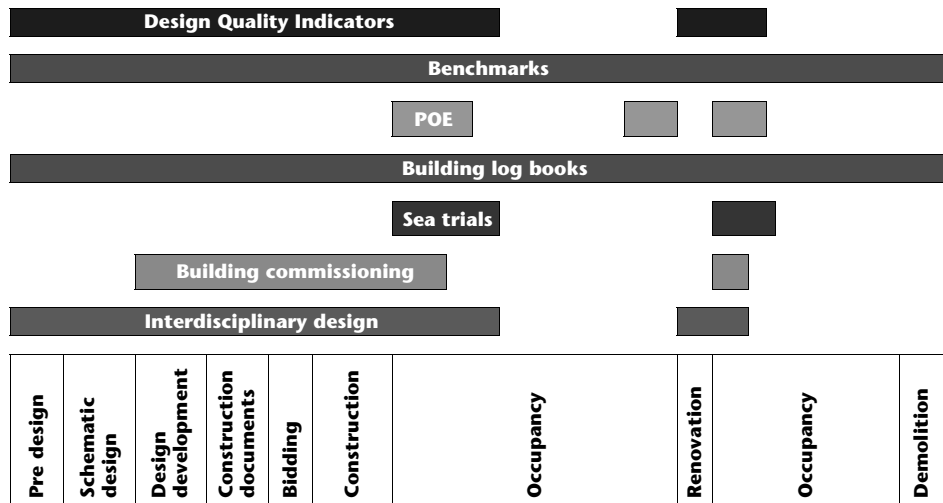 Design Quality Indicators
Benchmarks
POE
Building log books
Sea trials
Building commissioning
Interdisciplinary design
Pre design
Schematic
design
Design
development
Construction
documents
Bidding
Construction
Occupancy
Renovation
Occupancy
Demolition